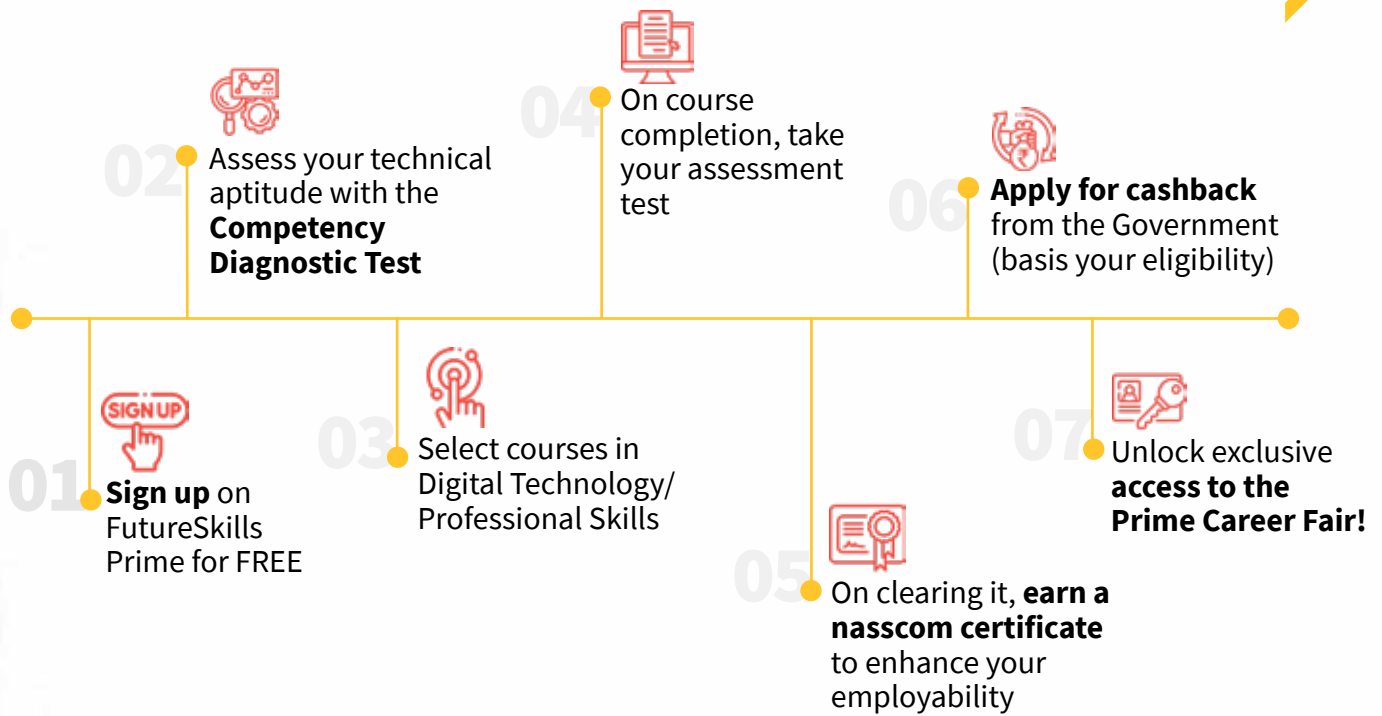 01
SIGN UP
Sign up on
FutureSkills
Prime for FREE
02
Assess your technical
aptitude with the
Competency
Diagnostic Test
03
Select courses in
Digital Technology/
Professional Skills
04
On course
completion, take
your assessment
test
05
On clearing it, earn a
nasscom certificate
to enhance your
employability
06
₹
Apply for cashback
from the Government
(basis your eligibility)
07
Unlock exclusive
access to the
Prime Career Fair!